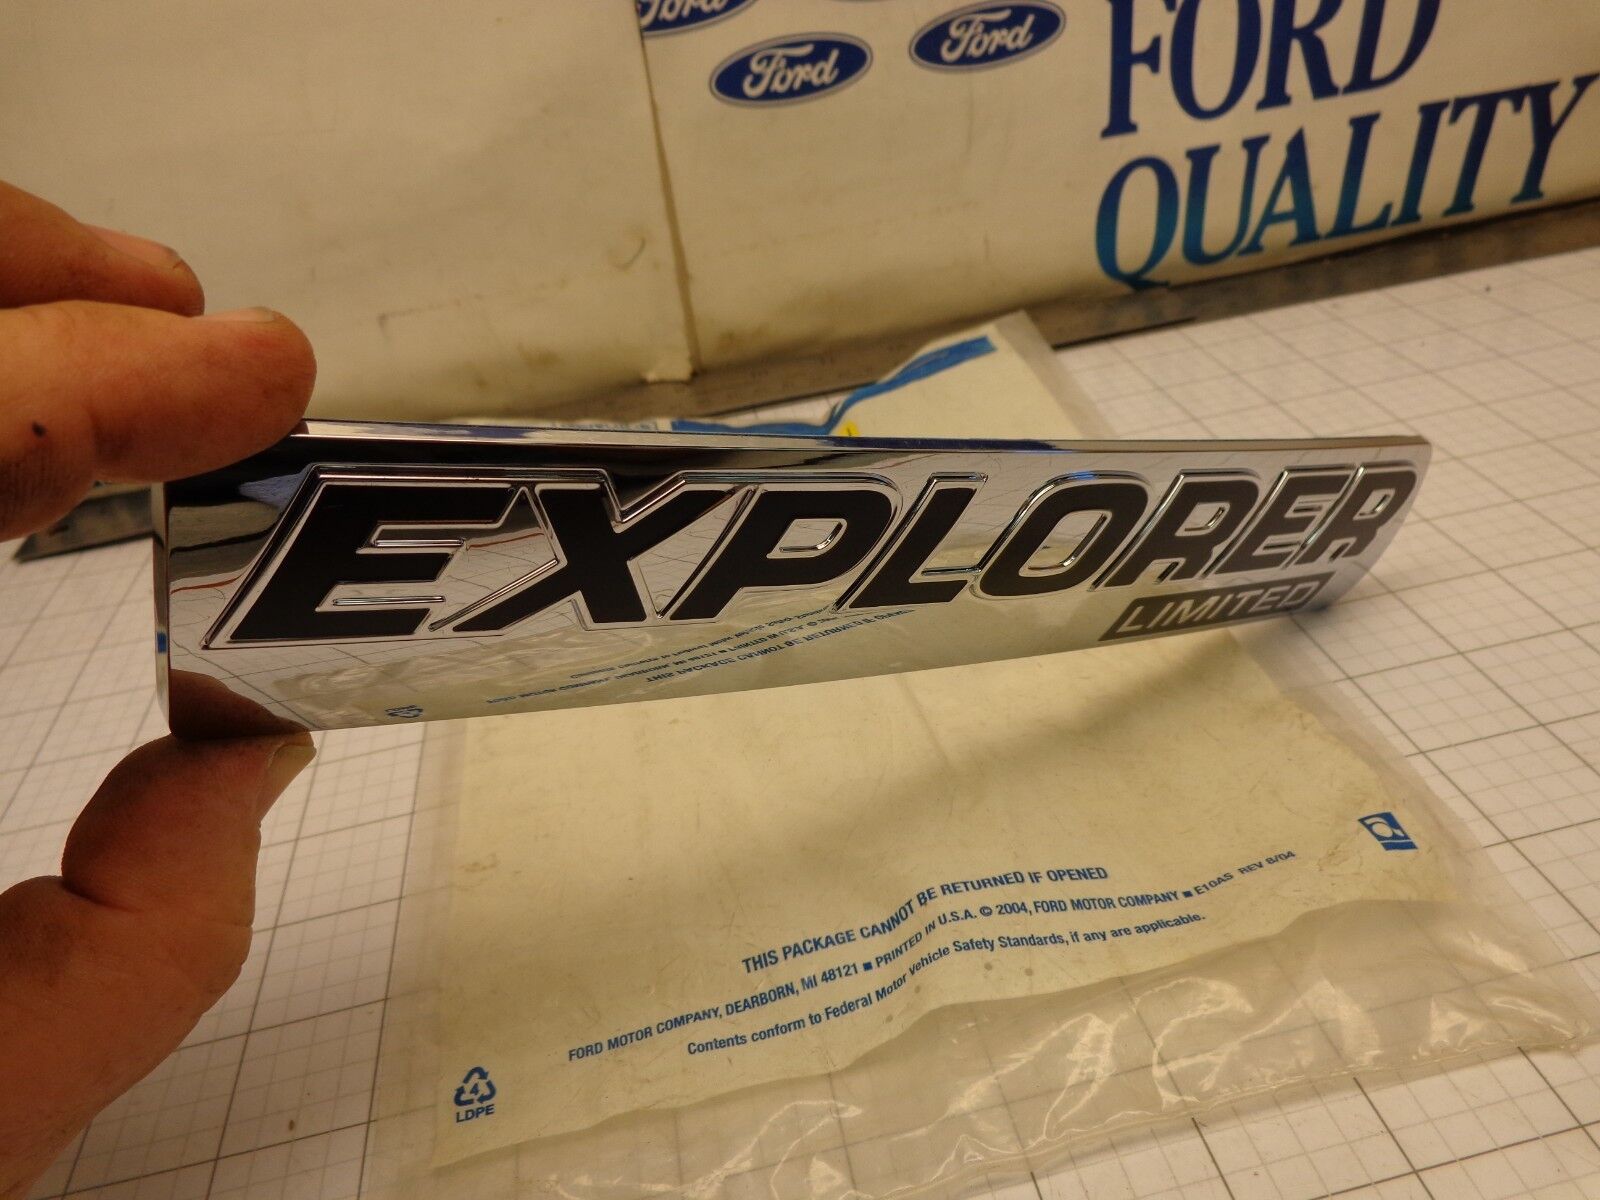 Ford
Ford
Ford
FORD
QUALITY
EXPLORER
LIMITED
THIS PACKAGE CANNOT BE RETURNED IF OPENED
FORD MOTOR COMPANY, DEARBORN, MI 48121 ■ PRINTED IN U.S.A. © 2004, FORD MOTOR COMPANY ■ E10AS REV 8/04
Contents conform to Federal Motor Vehicle Safety Standards, if any are applicable.
4
LDPE